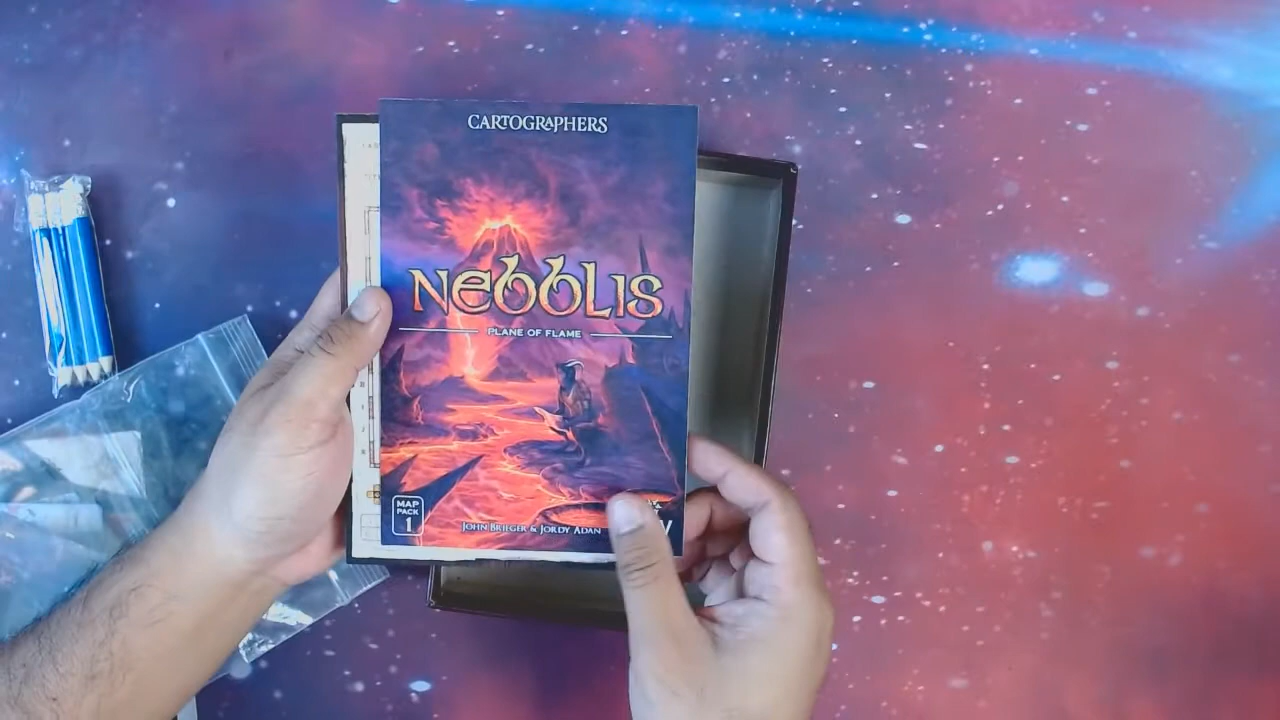 CARTOGRAPHERS
NEBBLIS
PLANE OF FLAME
MAP
PACK
1
JOHN BRIEGER & JORDY ADAN